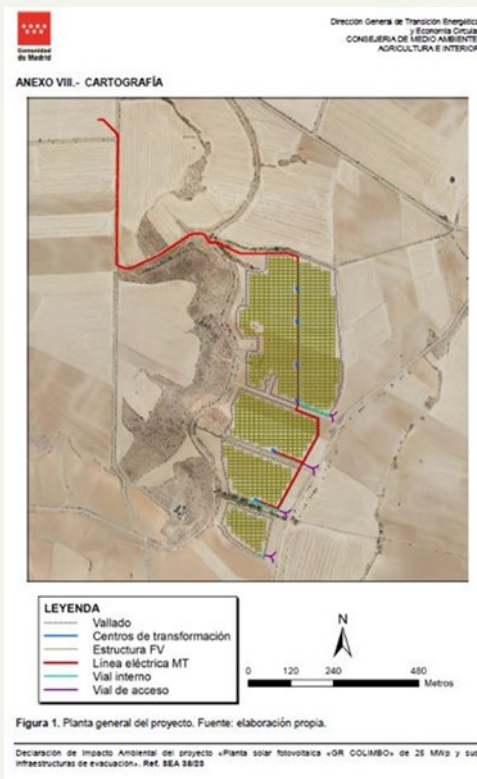 Comunidad
de Madrid
Dirección General de Transición Energética
y Economía Circular
CONSEJERÍA DE MEDIO AMBIENTE,
AGRICULTURA E INTERIOR
ANEXO VIII.- CARTOGRAFÍA
LEYENDA
Vallado
Centros de transformación
Estructura FV
Línea eléctrica MT
Vial interno
Vial de acceso
N
0 120 240 480
Metros
Figura 1. Planta general del proyecto. Fuente: elaboración propia.
Declaración de Impacto Ambiental del proyecto «Planta solar fotovoltaica «GR COLIMBO» de 25 MWp y sus
infraestructuras de evacuación». Ref. SEA 38/23